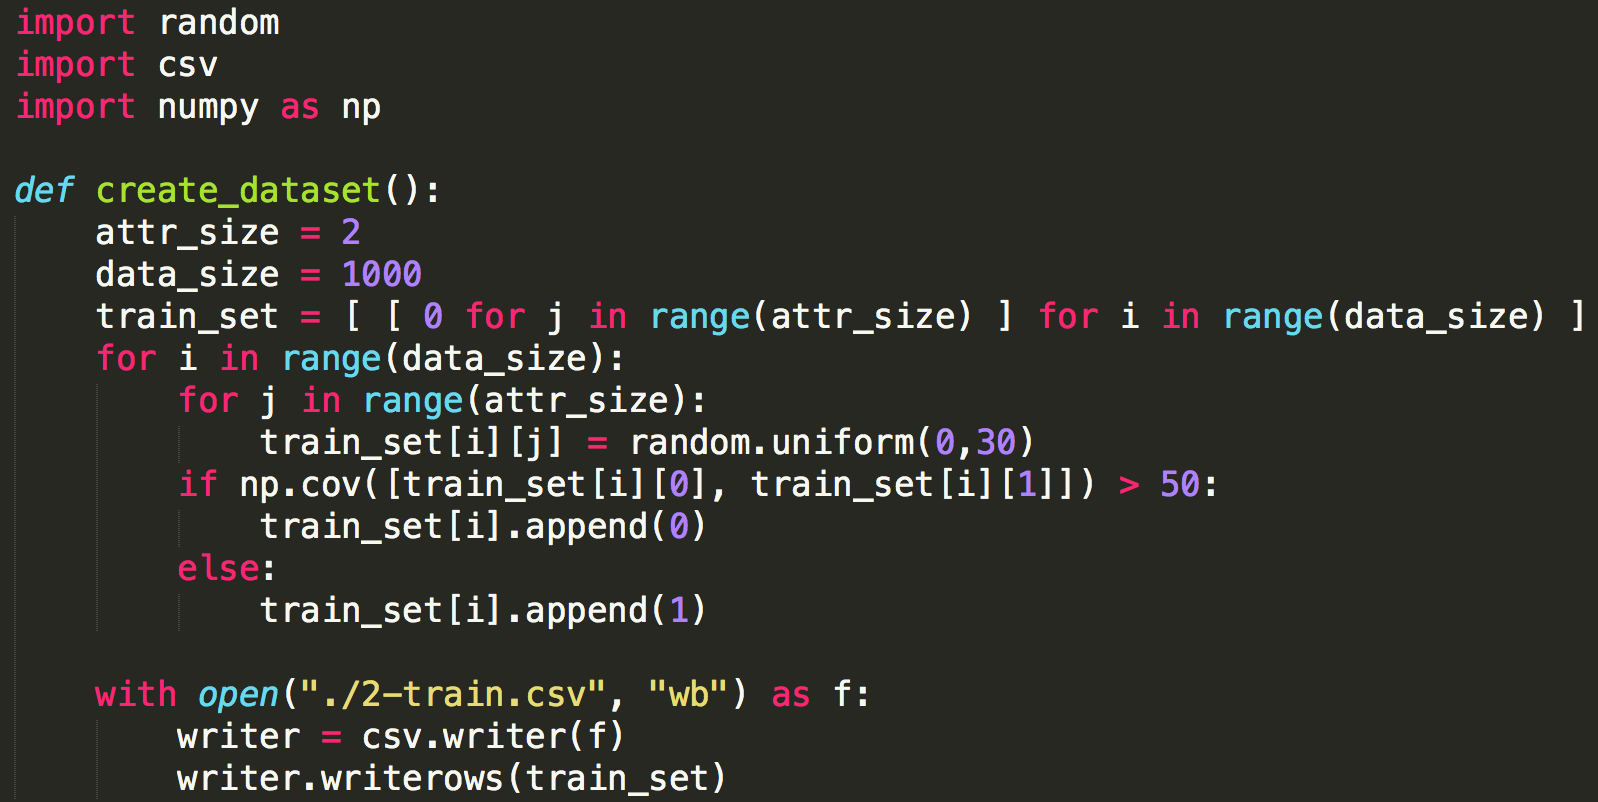 import random
import csv
import numpy as np

def create_dataset():
    attr_size = 2
    data_size = 1000
    train_set = [ [ 0 for j in range(attr_size) ] for i in range(data_size) ]
    for i in range(data_size):
        for j in range(attr_size):
            train_set[i][j] = random.uniform(0,30)
        if np.cov([train_set[i][0], train_set[i][1]]) > 50:
            train_set[i].append(0)
        else:
            train_set[i].append(1)

    with open("./2-train.csv", "wb") as f:
        writer = csv.writer(f)
        writer.writerows(train_set)